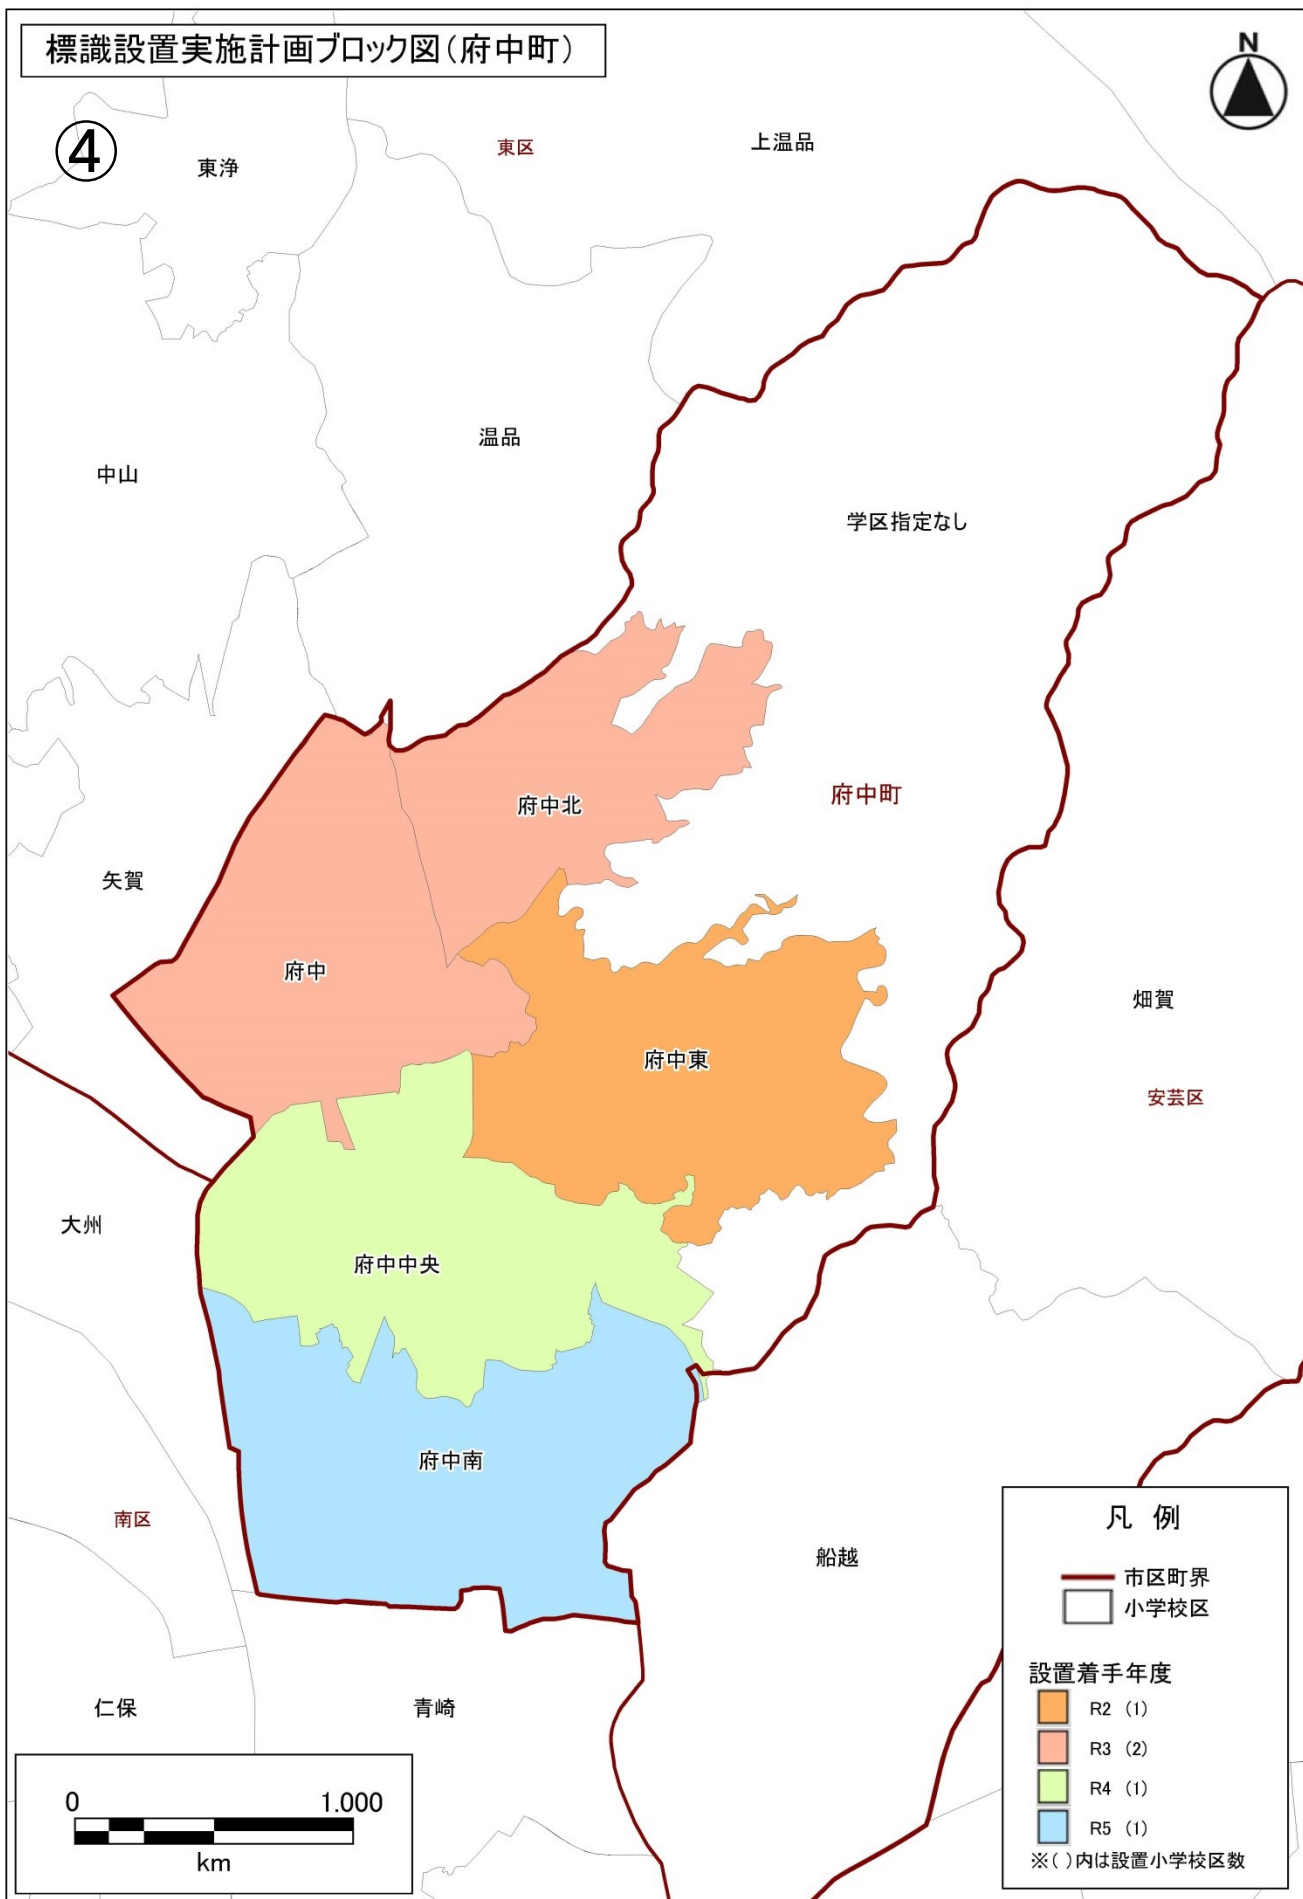 標識設置実施計画ブロック図(府中町)
N
④
東浄
東区
上温品
温品
中山
学区指定なし
府中北
府中町
矢賀
府中
畑賀
府中東
安芸区
大州
府中中央
府中南
南区
船越
仁保
青崎
凡 例
市区町界
小学校区
設置着手年度
R2 (1)
R3 (2)
R4 (1)
R5 (1)
※( )内は設置小学校区数
0 1.000
km